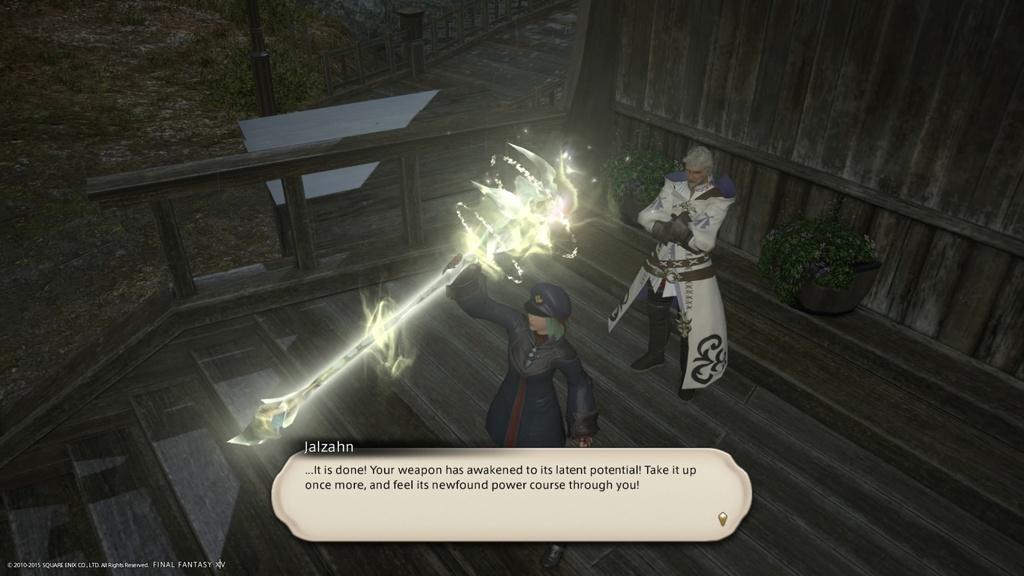 Jalzahn
...It is done! Your weapon has awakened to its latent potential! Take it up
once more, and feel its newfound power course through you!
© 2010-2015 SQUARE ENIX CO., LTD. All Rights Reserved. FINAL FANTASY XIV